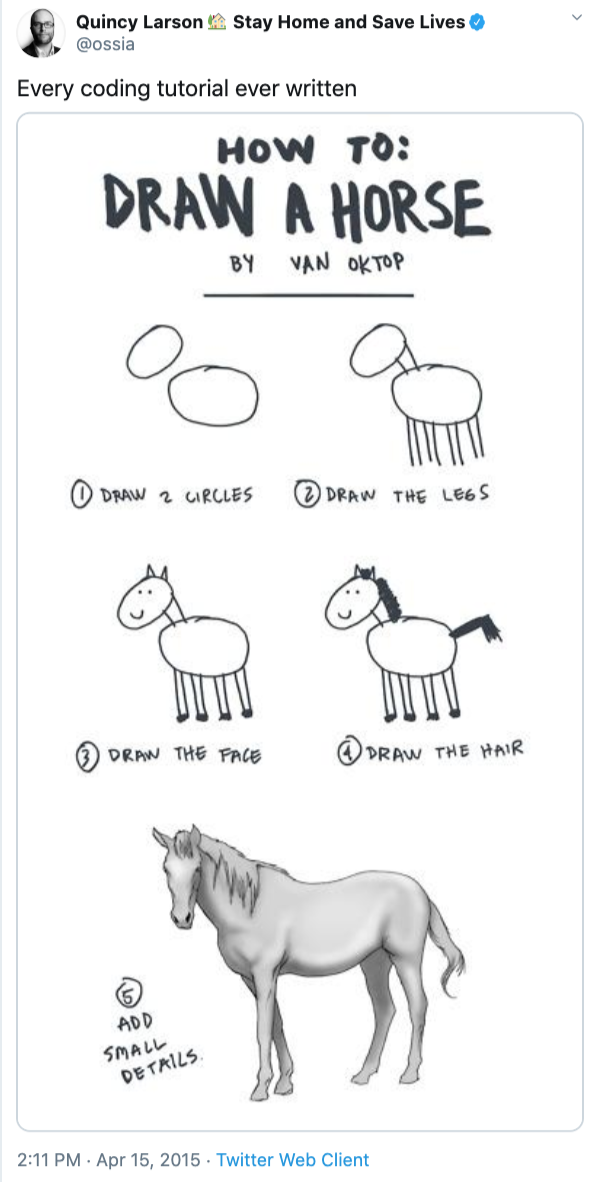 Quincy Larson 🏡 Stay Home and Save Lives
@ossia
Every coding tutorial ever written
HOW TO:
DRAW A HORSE
BY VAN OKTOP
① DRAW 2 CIRCLES
② DRAW THE LEGS
③ DRAW THE FACE
④ DRAW THE HAIR
⑤
ADD
SMALL
DETAILS.
2:11 PM · Apr 15, 2015 · Twitter Web Client